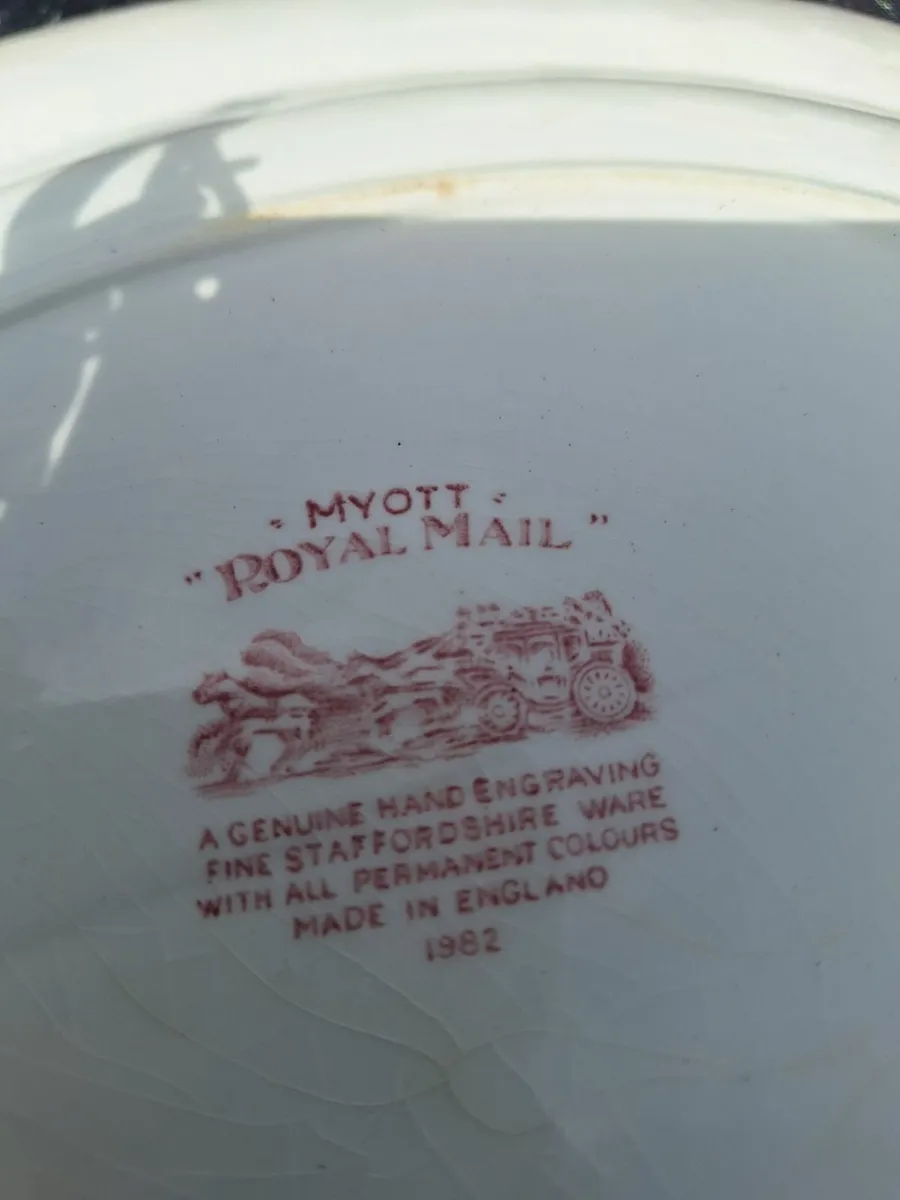 - MYOTT -
"ROYAL MAIL"
A GENUINE HAND ENGRAVING
FINE STAFFORDSHIRE WARE
WITH ALL PERMANENT COLOURS
MADE IN ENGLAND
1982